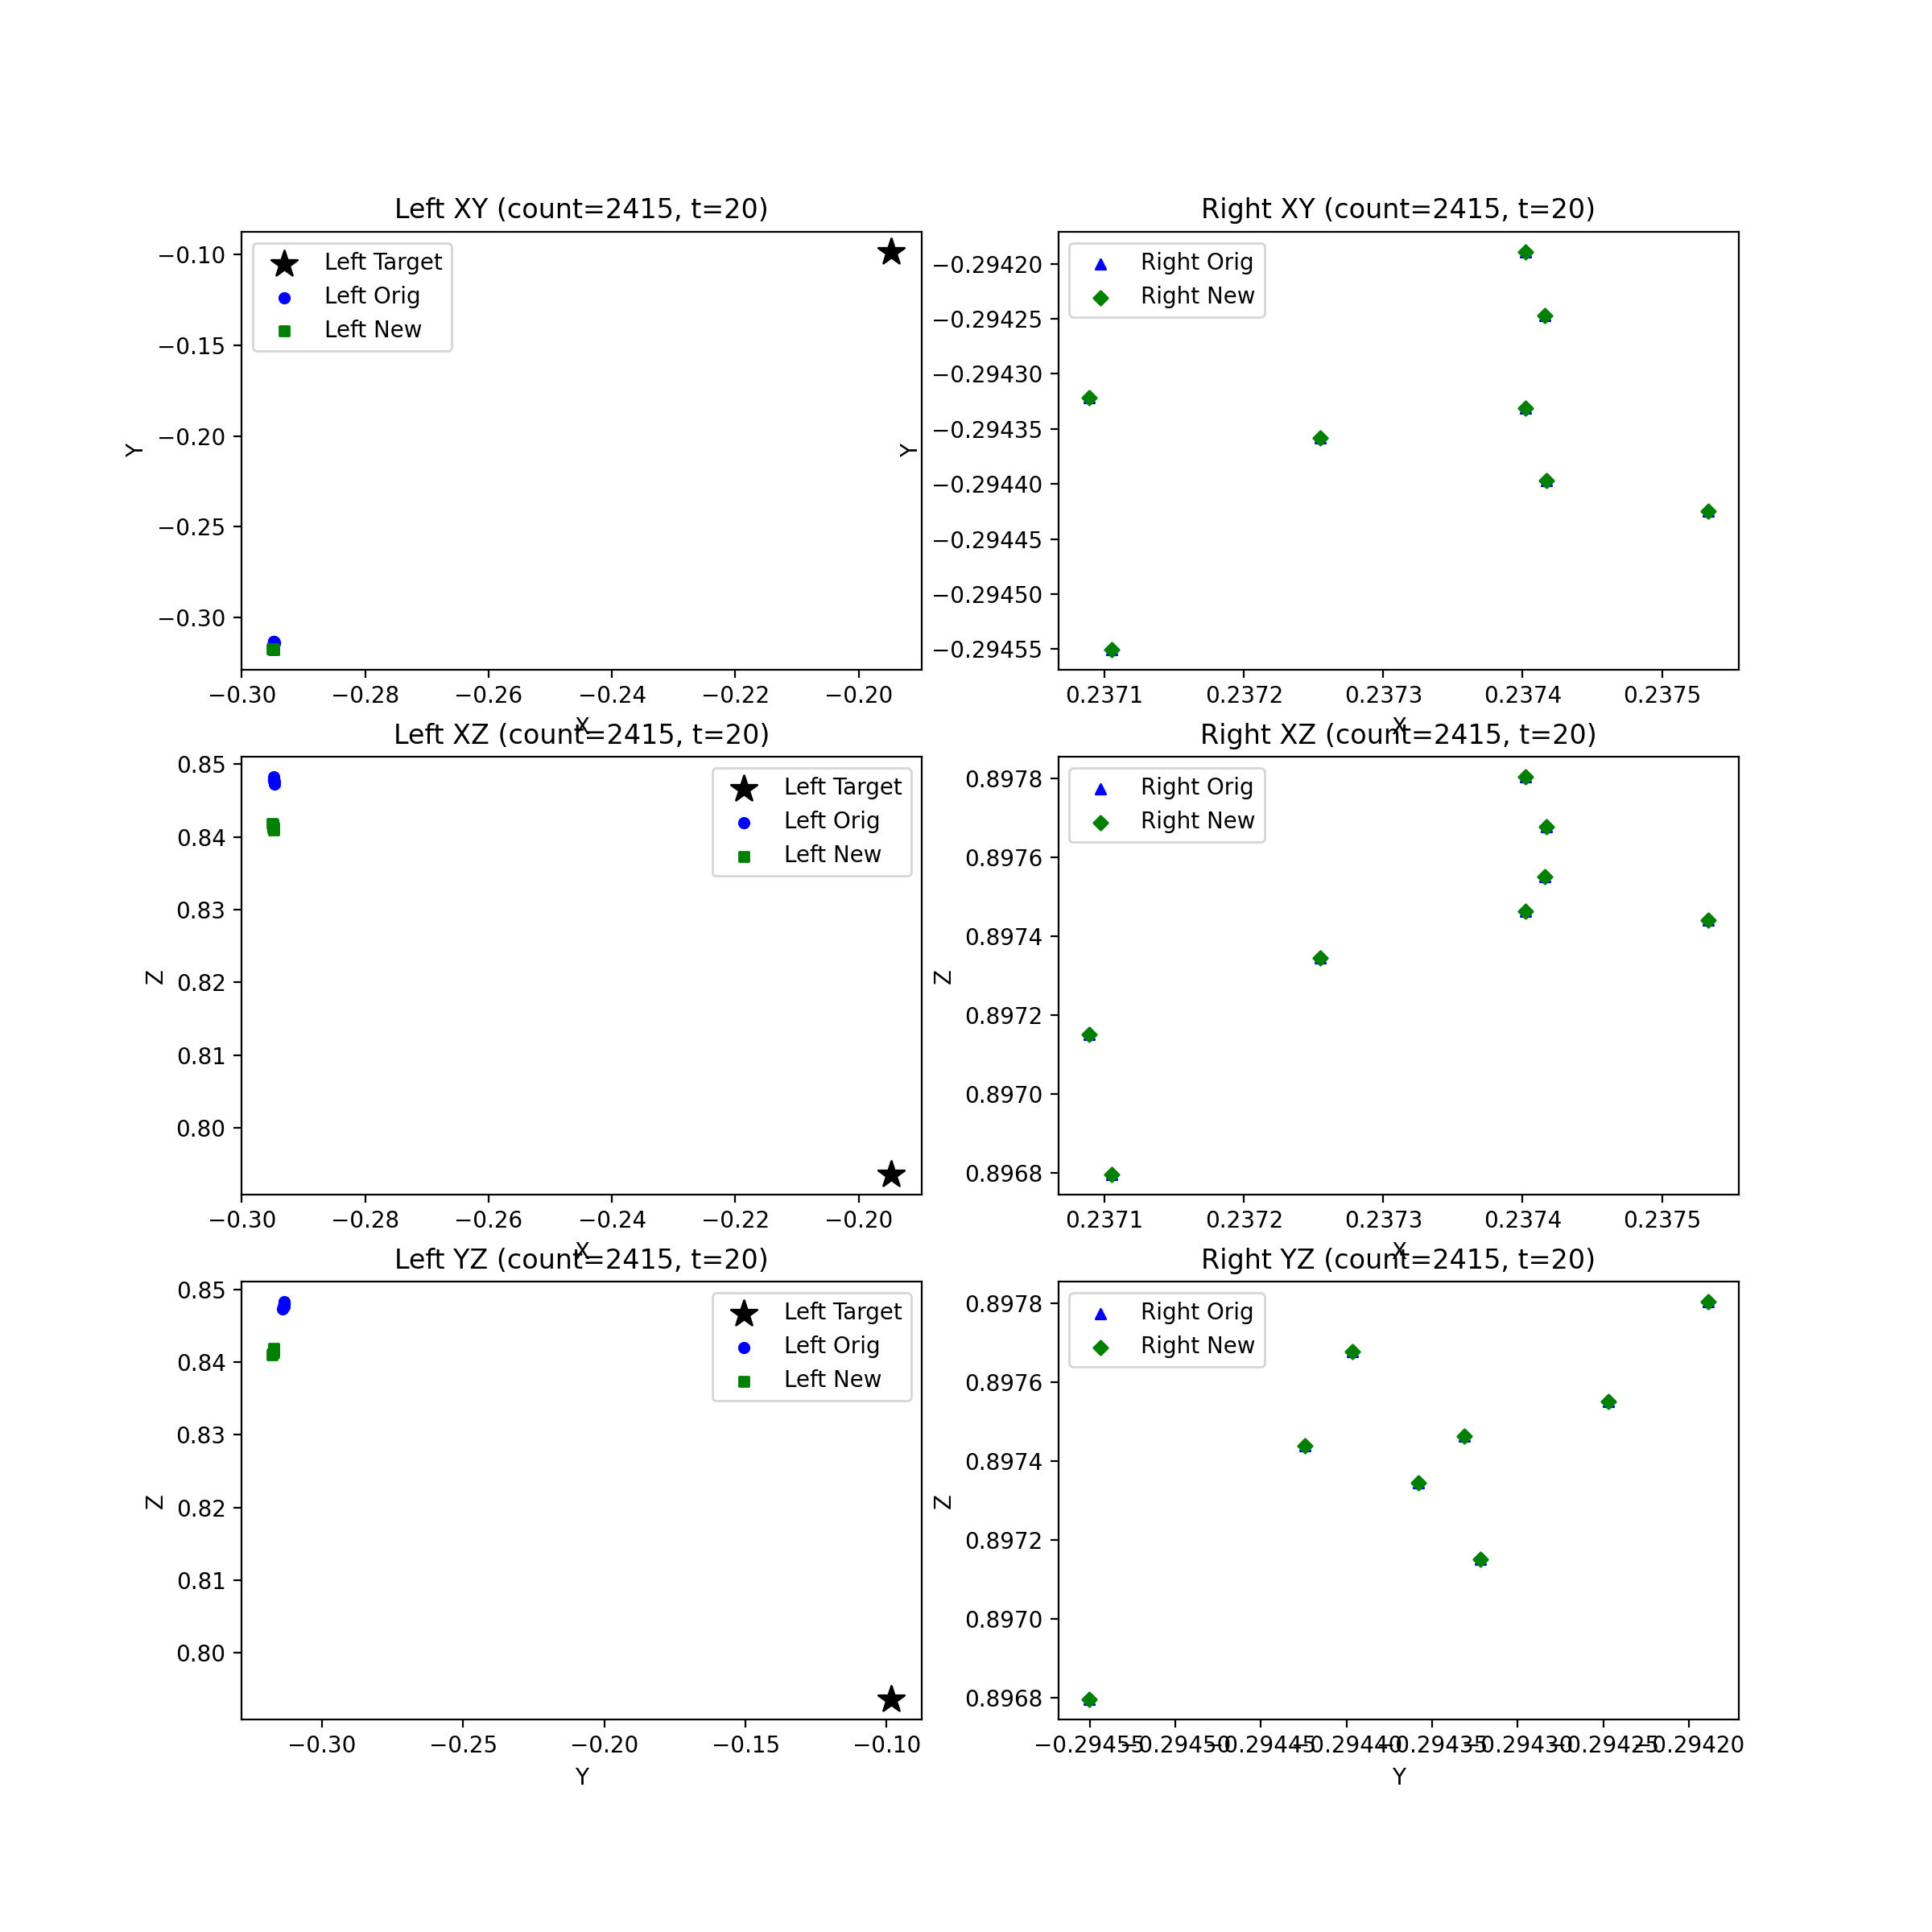 Left XY (count=2415, t=20)
Left Target
Left Orig
Left New
Y
−0.10
−0.15
−0.20
−0.25
−0.30
−0.30
−0.28
−0.26
−0.24
−0.22
−0.20
X
Right XY (count=2415, t=20)
Right Orig
Right New
Y
−0.29420
−0.29425
−0.29430
−0.29435
−0.29440
−0.29445
−0.29450
−0.29455
0.2371
0.2372
0.2373
0.2374
0.2375
X
Left XZ (count=2415, t=20)
Left Target
Left Orig
Left New
Z
0.85
0.84
0.83
0.82
0.81
0.80
−0.30
−0.28
−0.26
−0.24
−0.22
−0.20
X
Right XZ (count=2415, t=20)
Right Orig
Right New
Z
0.8978
0.8976
0.8974
0.8972
0.8970
0.8968
0.2371
0.2372
0.2373
0.2374
0.2375
X
Left YZ (count=2415, t=20)
Left Target
Left Orig
Left New
Z
0.85
0.84
0.83
0.82
0.81
0.80
−0.30
−0.25
−0.20
−0.15
−0.10
Y
Right YZ (count=2415, t=20)
Right Orig
Right New
Z
0.8978
0.8976
0.8974
0.8972
0.8970
0.8968
−0.29455
−0.29450
−0.29445
−0.29440
−0.29435
−0.29430
−0.29425
−0.29420
Y